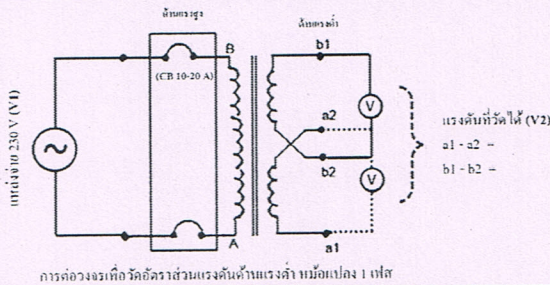 ด้านแรงสูง
ด้านแรงต่ำ
B
b1
(CB 10-20 A)
V
แหล่งจ่าย 230 V (V1)
a2
แรงดันที่วัดได้ (V2)
a1 - a2 =
b2
b1 - b2 =
V
A
a1
การต่อวงจรเพื่อวัดอัตราส่วนแรงดันด้านแรงต่ำ หม้อแปลง 1 เฟส